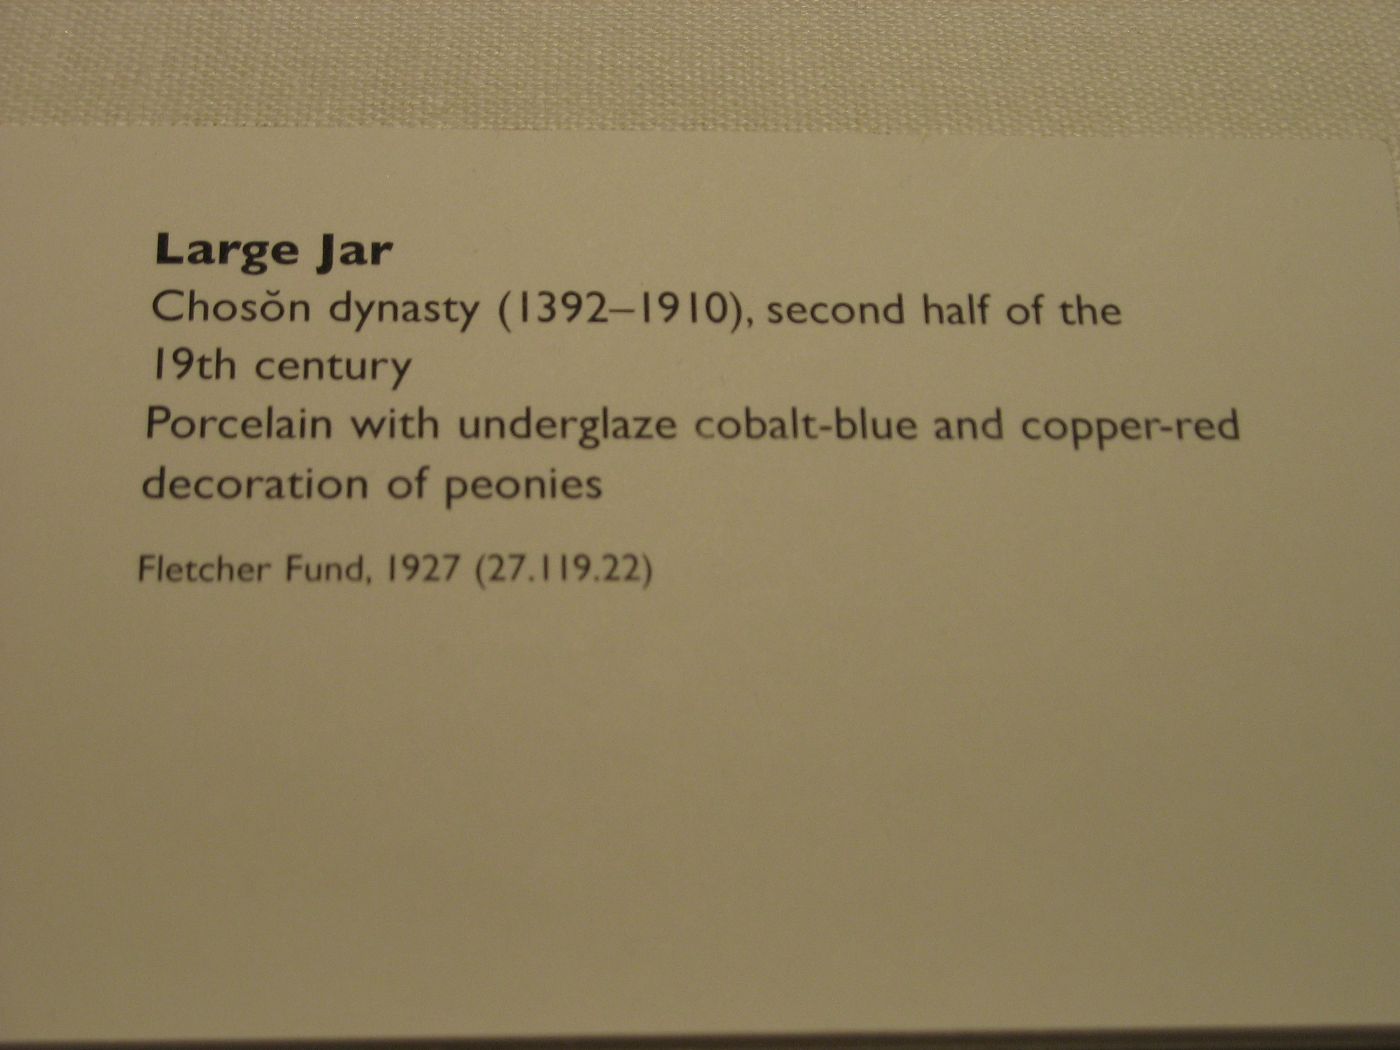 Large Jar
Chosŏn dynasty (1392–1910), second half of the
19th century
Porcelain with underglaze cobalt-blue and copper-red
decoration of peonies
Fletcher Fund, 1927 (27.119.22)